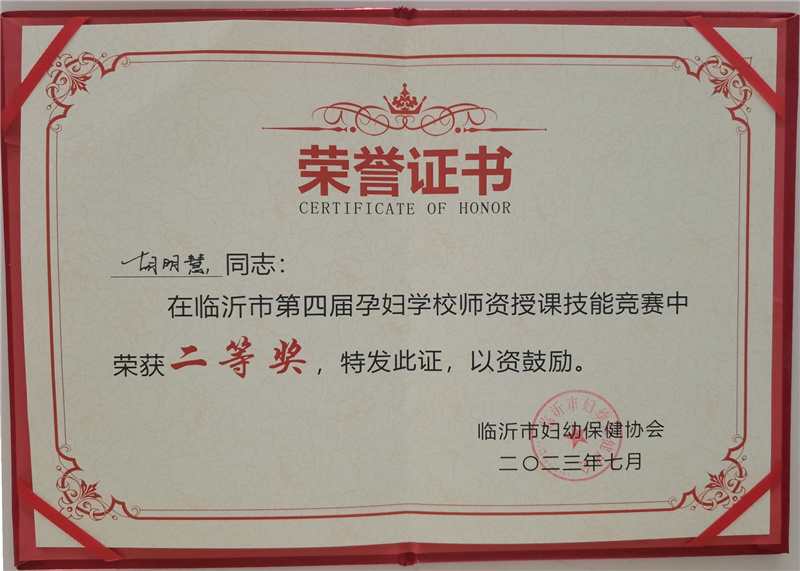 荣誉证书
CERTIFICATE OF HONOR
胡明慧 同志：
在临沂市第四届孕妇学校师资授课技能竞赛中
荣获 二等奖，特发此证，以资鼓励。
临沂市妇幼保健协会
二〇二三年七月